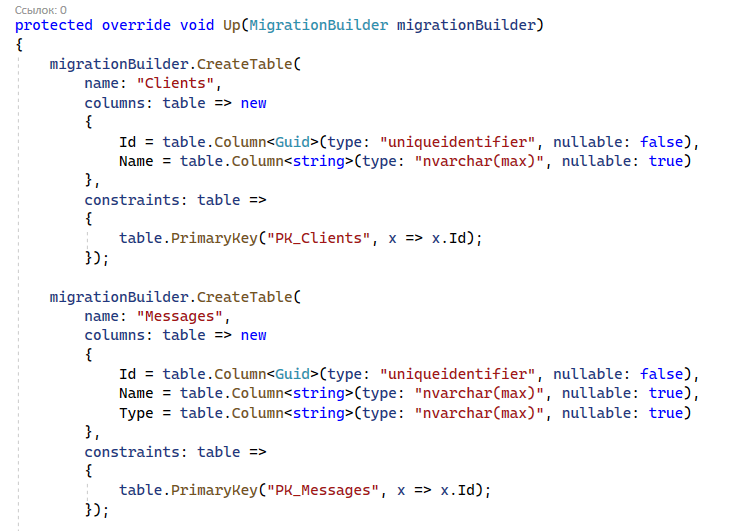 Ссылок: 0
protected override void Up(MigrationBuilder migrationBuilder)
{
    migrationBuilder.CreateTable(
        name: "Clients",
        columns: table => new
        {
            Id = table.Column<Guid>(type: "uniqueidentifier", nullable: false),
            Name = table.Column<string>(type: "nvarchar(max)", nullable: true)
        },
        constraints: table =>
        {
            table.PrimaryKey("PK_Clients", x => x.Id);
        });

    migrationBuilder.CreateTable(
        name: "Messages",
        columns: table => new
        {
            Id = table.Column<Guid>(type: "uniqueidentifier", nullable: false),
            Name = table.Column<string>(type: "nvarchar(max)", nullable: true),
            Type = table.Column<string>(type: "nvarchar(max)", nullable: true)
        },
        constraints: table =>
        {
            table.PrimaryKey("PK_Messages", x => x.Id);
        });